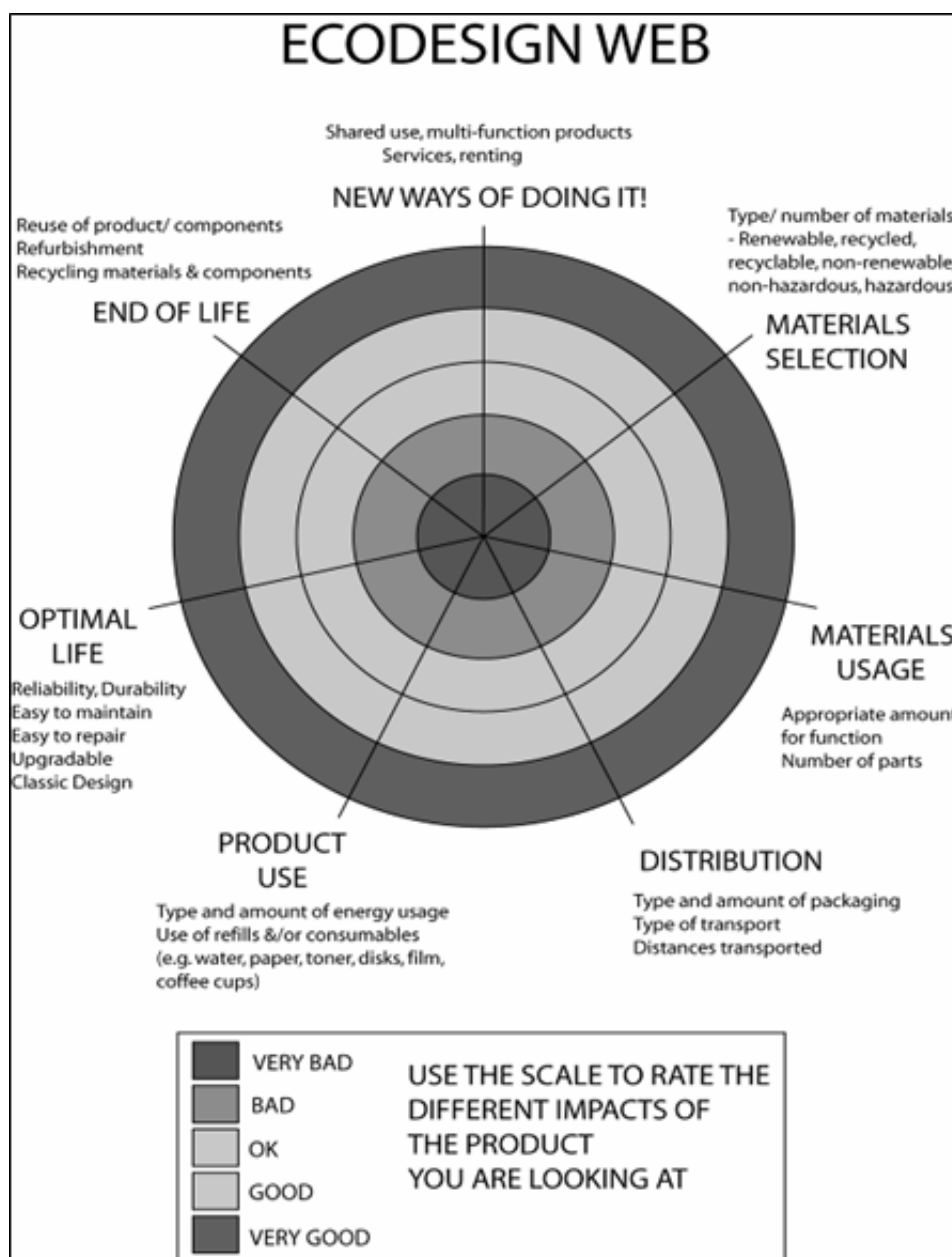 ECODESIGN WEB
Shared use, multi-function products
Services, renting
NEW WAYS OF DOING IT!
Reuse of product/ components
Refurbishment
Recycling materials & components
END OF LIFE
Type/ number of materials
- Renewable, recycled,
recyclable, non-renewable
non-hazardous, hazardous
MATERIALS
SELECTION
OPTIMAL
LIFE
Reliability, Durability
Easy to maintain
Easy to repair
Upgradable
Classic Design
MATERIALS
USAGE
Appropriate amount
for function
Number of parts
PRODUCT
USE
Type and amount of energy usage
Use of refills &/or consumables
(e.g. water, paper, toner, disks, film,
coffee cups)
DISTRIBUTION
Type and amount of packaging
Type of transport
Distances transported
VERY BAD
BAD
OK
GOOD
VERY GOOD
USE THE SCALE TO RATE THE
DIFFERENT IMPACTS OF
THE PRODUCT
YOU ARE LOOKING AT